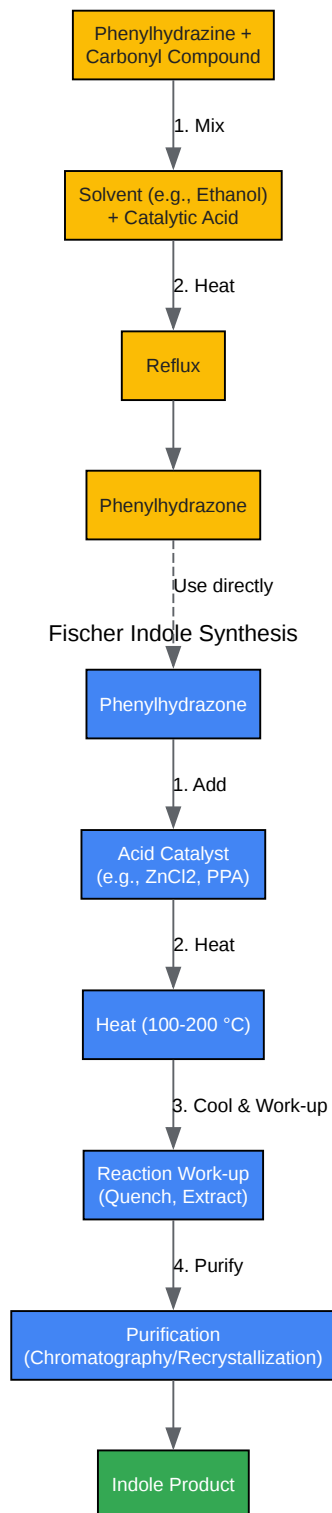 Phenylhydrazine +
Carbonyl Compound
1. Mix
Solvent (e.g., Ethanol)
+ Catalytic Acid
2. Heat
Reflux
Phenylhydrazone
Use directly
Fischer Indole Synthesis
Phenylhydrazone
1. Add
Acid Catalyst
(e.g., ZnCl2, PPA)
2. Heat
Heat (100-200 °C)
3. Cool & Work-up
Reaction Work-up
(Quench, Extract)
4. Purify
Purification
(Chromatography/Recrystallization)
Indole Product